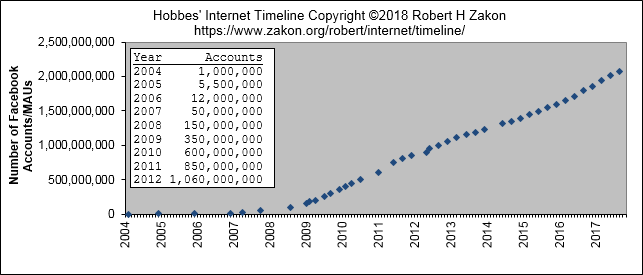 Hobbes' Internet Timeline Copyright ©2018 Robert H Zakon
https://www.zakon.org/robert/internet/timeline/
Number of Facebook
Accounts/MAUs
2,500,000,000
2,000,000,000
1,500,000,000
1,000,000,000
500,000,000
0
Year Accounts
2004 1,000,000
2005 5,500,000
2006 12,000,000
2007 50,000,000
2008 150,000,000
2009 350,000,000
2010 600,000,000
2011 850,000,000
2012 1,060,000,000
2004 2005 2006 2007 2008 2009 2010 2011 2012 2013 2014 2015 2016 2017